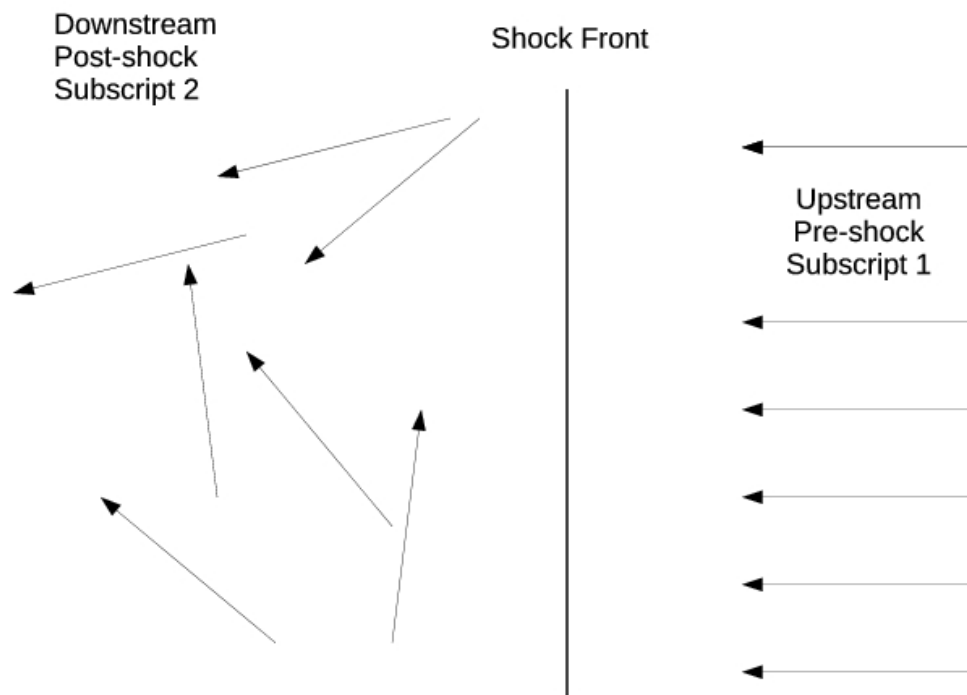 Downstream
Post-shock
Subscript 2
Shock Front
Upstream
Pre-shock
Subscript 1